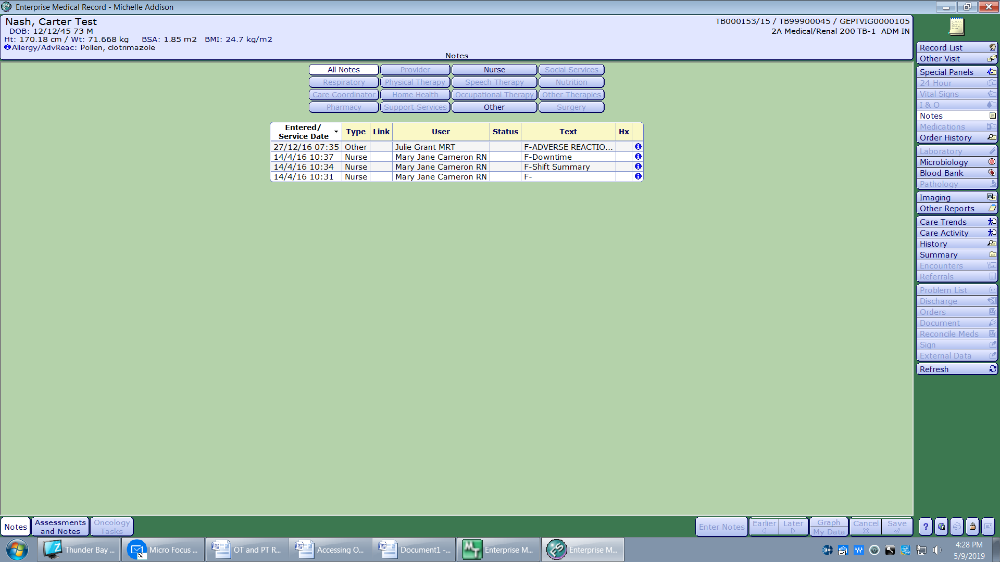 Enterprise Medical Record - Michelle Addison
Nash, Carter Test
DOB: 12/12/45 73 M
Ht: 170.18 cm / Wt: 71.668 kg BSA: 1.85 m2 BMI: 24.7 kg/m2
Allergy/AdvReac: Pollen, clotrimazole
TB000153/15 / TB99900045 / GEPTVIG0000105
2A Medical/Renal 200 TB-1 ADM IN
Notes
All Notes Provider Nurse Social Services
Respiratory Physical Therapy Speech Therapy Nutrition
Care Coordinator Home Health Occupational Therapy Other Therapies
Pharmacy Support Services Other Surgery
Entered/
Service Date Type Link User Status Text Hx
27/12/16 07:35 Other Julie Grant MRT F-ADVERSE REACTIO...
14/4/16 10:37 Nurse Mary Jane Cameron RN F-Downtime
14/4/16 10:34 Nurse Mary Jane Cameron RN F-Shift Summary
14/4/16 10:31 Nurse Mary Jane Cameron RN F-
Record List
Other Visit
Special Panels
24 Hour
Vital Signs
I & O
Notes
Medications
Order History
Laboratory
Microbiology
Blood Bank
Pathology
Imaging
Other Reports
Care Trends
Care Activity
History
Summary
Encounters
Referrals
Problem List
Discharge
Orders
Document
Reconcile Meds
Sign
External Data
Refresh
Notes
Assessments
and Notes
Oncology
Tasks
Enter Notes
Earlier
Later
Graph
My Data
Cancel
Save
?
Thunder Bay ...
52
Micro Focus ...
OT and PT R...
Accessing O...
Document1 -...
MT
Enterprise M...
Enterprise M...
4:28 PM
5/9/2019